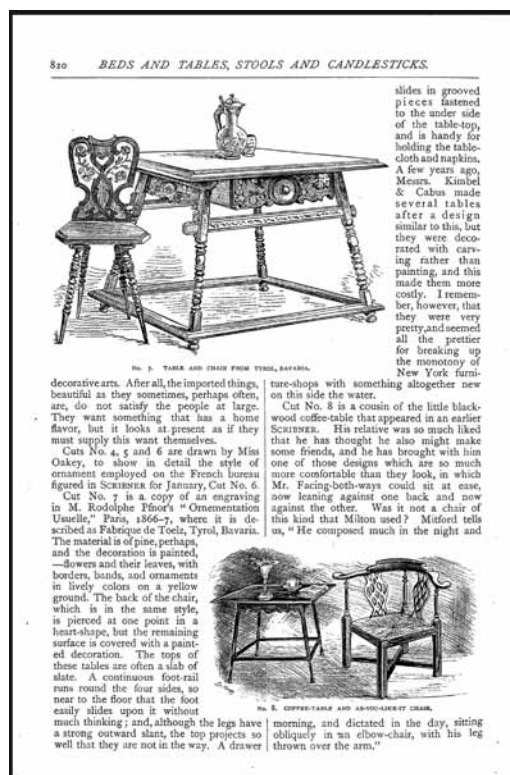 820 BEDS AND TABLES, STOOLS AND CANDLESTICKS.
No. 7. TABLE AND CHAIR FROM TYROL, BAVARIA.
decorative arts. After all, the imported things,
beautiful as they sometimes, perhaps often,
are, do not satisfy the people at large.
They want something that has a home
flavor, but it looks at present as if they
must supply this want themselves.
Cuts No. 4, 5 and 6 are drawn by Miss
Oakey, to show in detail the style of
ornament employed on the French bureau
figured in SCRIBNER for January, Cut No. 6.
Cut No. 7 is a copy of an engraving
in M. Rodolphe Pfnor's "Ornementation
Usuelle," Paris, 1866-7, where it is de-
scribed as Fabrique de Toelz, Tyrol, Bavaria.
The material is of pine, perhaps,
and the decoration is painted,
—flowers and their leaves, with
borders, bands, and ornaments
in lively colors on a yellow
ground. The back of the chair,
which is in the same style,
is pierced at one point in a
heart-shape, but the remaining
surface is covered with a paint-
ed decoration. The tops of
these tables are often a slab of
slate. A continuous foot-rail
runs round the four sides, so
near to the floor that the foot
easily slides upon it without
much thinking; and, although the legs have
a strong outward slant, the top projects so
well that they are not in the way. A drawer
slides in grooved
pieces fastened
to the under side
of the table-top,
and is handy for
holding the table-
cloth and napkins.
A few years ago,
Messrs. Kimbel
& Cabus made
several tables
after a design
similar to this, but
they were deco-
rated with carv-
ing rather than
painting, and this
made them more
costly. I remem-
ber, however, that
they were very
pretty, and seemed
all the prettier
for breaking up
the monotony of
New York furni-
ture-shops with something altogether new
on this side the water.
Cut No. 8 is a cousin of the little black-
wood coffee-table that appeared in an earlier
SCRIBNER. His relative was so much liked
that he has thought he also might make
some friends, and he has brought with him
one of those designs which are so much
more comfortable than they look, in which
Mr. Facing-both-ways could sit at ease,
now leaning against one back and now
against the other. Was it not a chair of
this kind that Milton used? Mitford tells
us, "He composed much in the night and
No. 8. COFFEE-TABLE AND AS-YOU-LIKE-IT CHAIR.
morning, and dictated in the day, sitting
obliquely in an elbow-chair, with his leg
thrown over the arm."